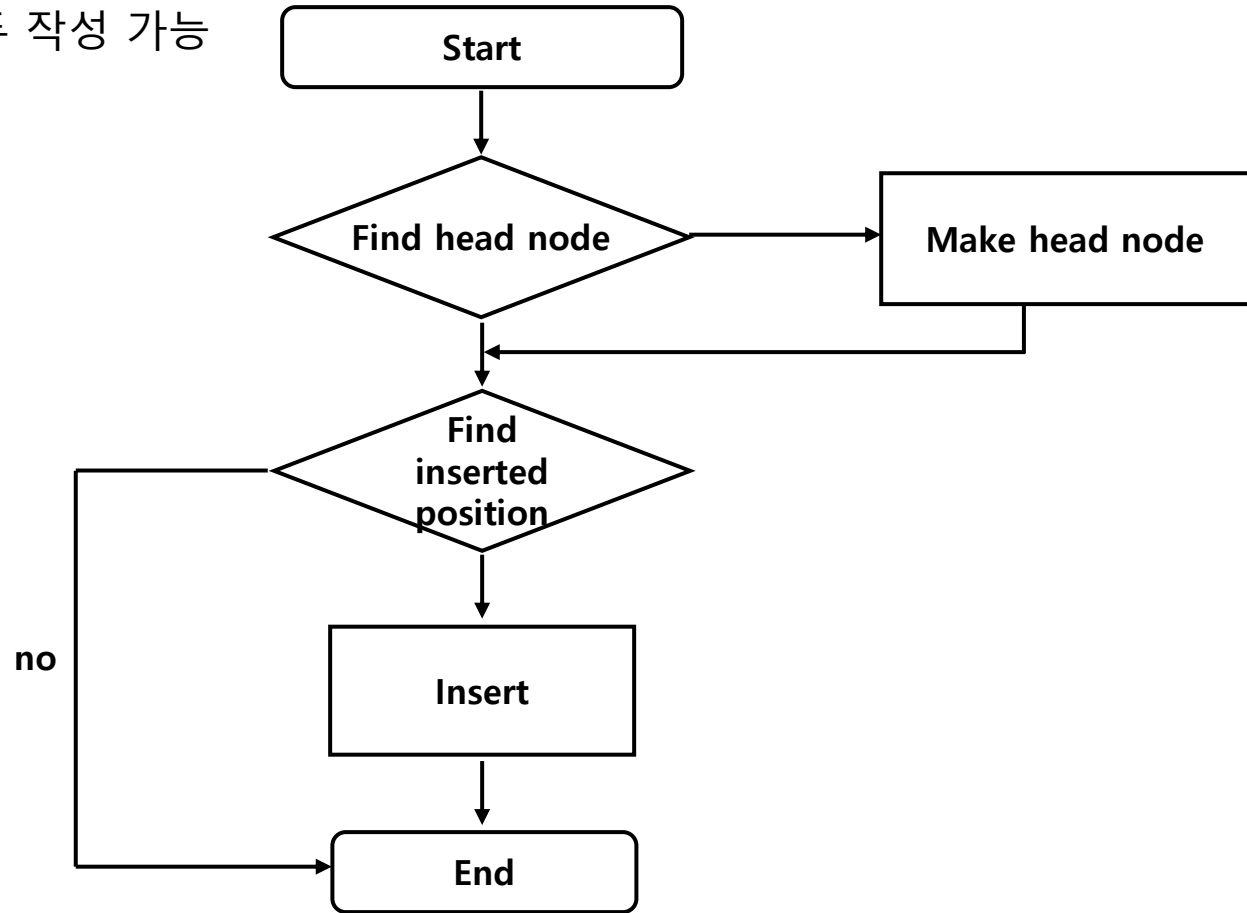 작성 가능
Start
Find head node
Make head node
Find
inserted
position
no
Insert
End